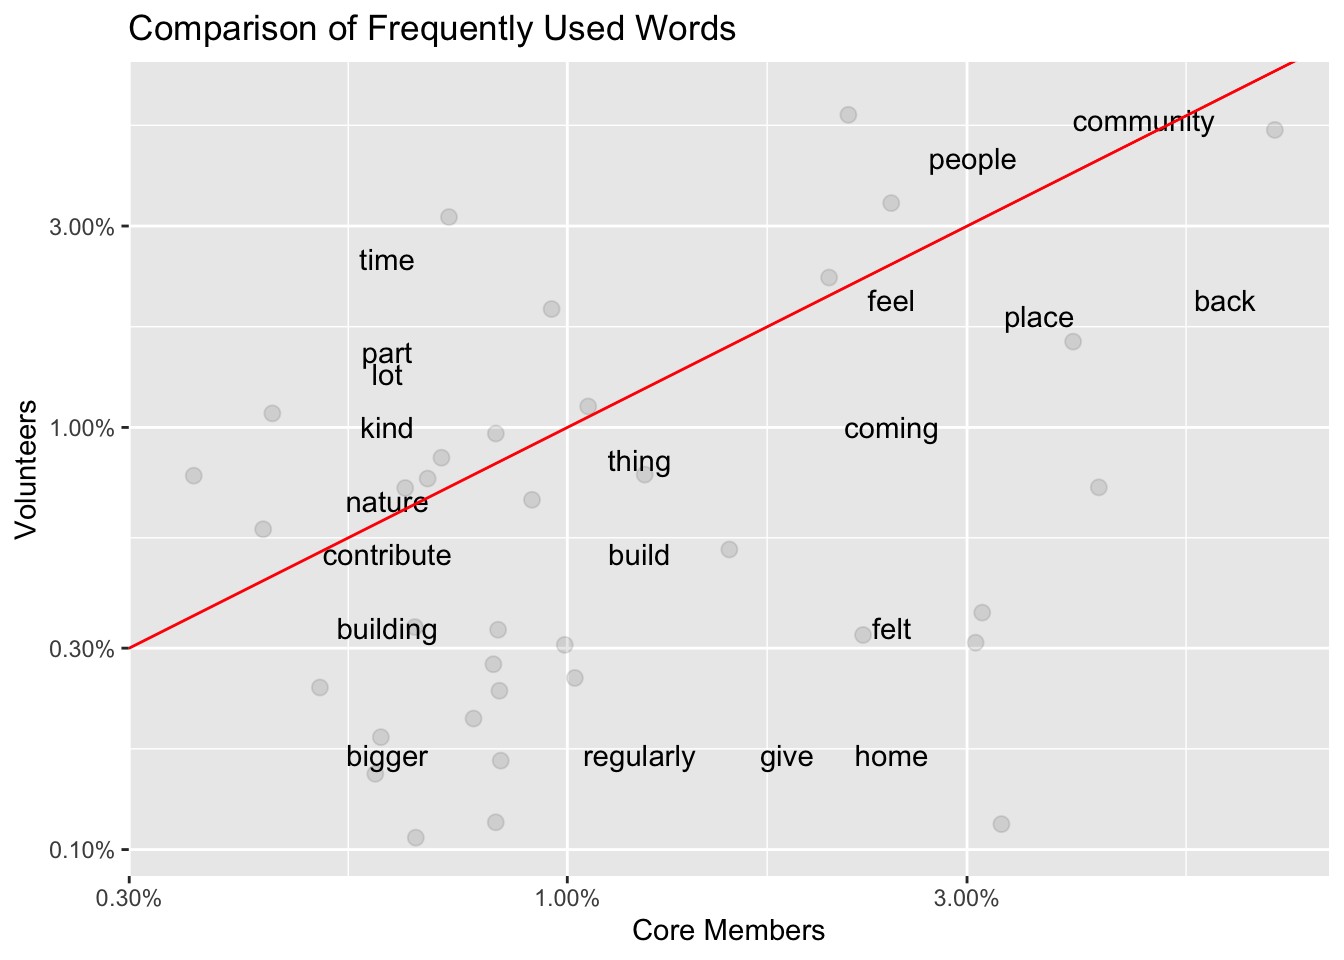 Comparison of Frequently Used Words
community
people
3.00%
time
feel
back
place
part
lot
1.00%
kind
coming
thing
nature
contribute
build
building
felt
0.30%
bigger
regularly
give
home
0.10%
0.30%
1.00%
3.00%
Core Members
Volunteers